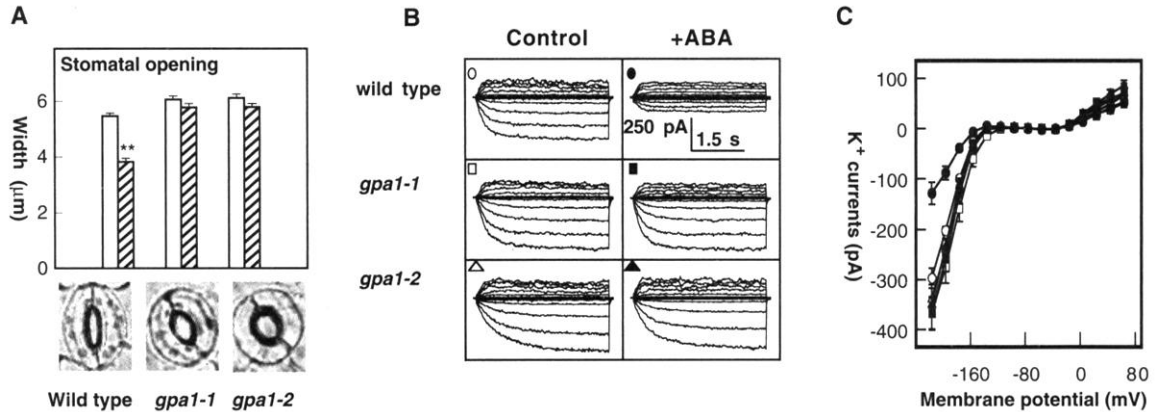 A
Stomatal opening
Width (μm)
6
4
2
0
**
Wild type gpa1-1 gpa1-2
B
Control +ABA
wild type
250 pA
1.5 s
gpa1-1
gpa1-2
C
K+ currents (pA)
100
0
-100
-200
-300
-400
-160 -80 0 80
Membrane potential (mV)